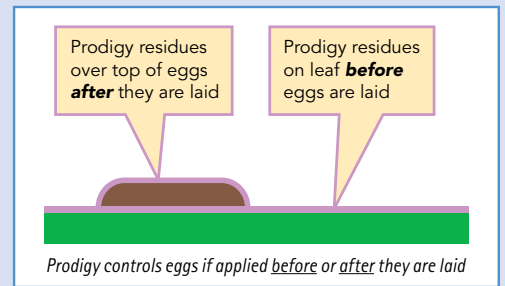 Prodigy residues
over top of eggs
after they are laid
Prodigy residues
on leaf before
eggs are laid
Prodigy controls eggs if applied before or after they are laid